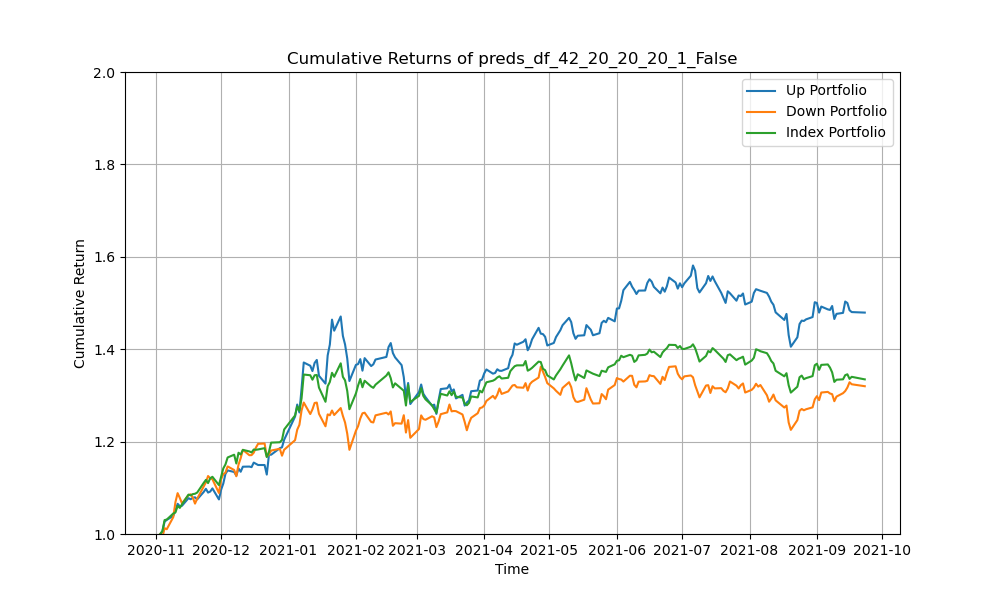 Cumulative Returns of preds_df_42_20_20_20_1_False
Up Portfolio
Down Portfolio
Index Portfolio
Cumulative Return
2.0
1.8
1.6
1.4
1.2
1.0
2020-11 2020-12 2021-01 2021-02 2021-03 2021-04 2021-05 2021-06 2021-07 2021-08 2021-09 2021-10
Time